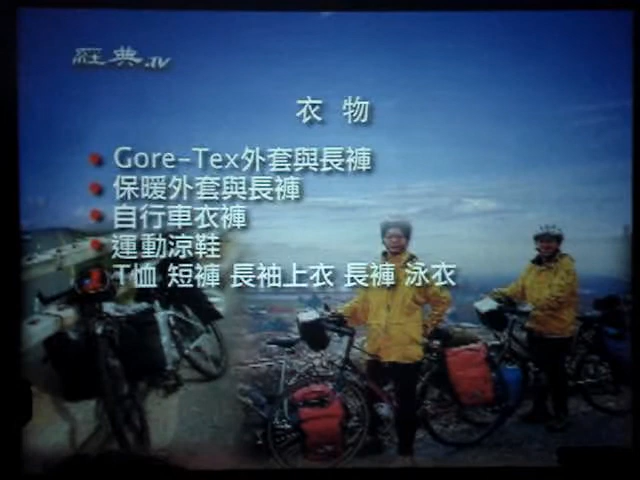 經典.TV
衣 物
Gore-Tex外套與長褲
保暖外套與長褲
自行車衣褲
運動涼鞋
T恤 短褲 長袖上衣 長褲 泳衣